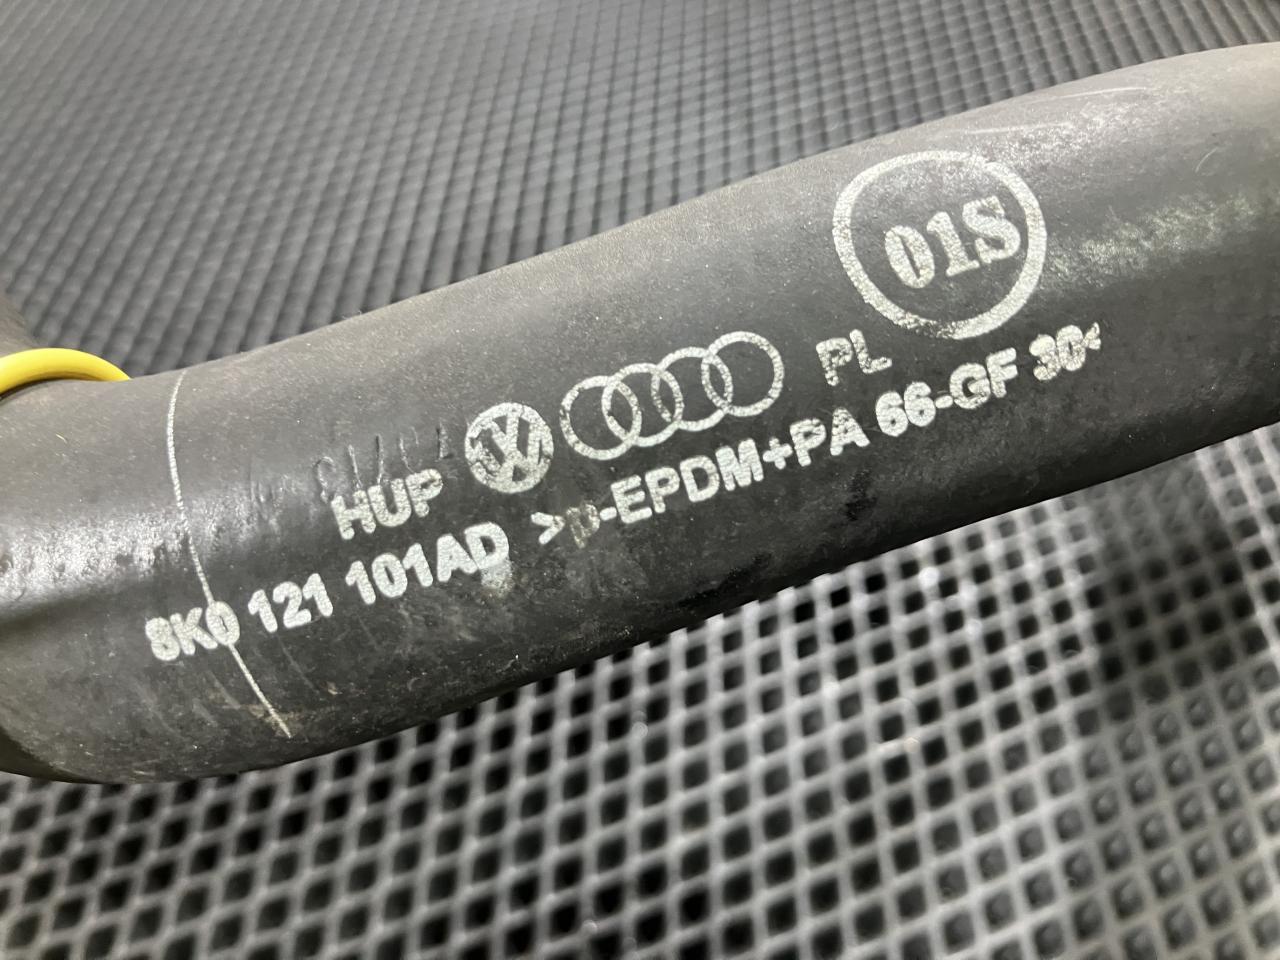 01S
HUP PL
8K0 121 101AD >p-EPDM+PA 66-GF 30<